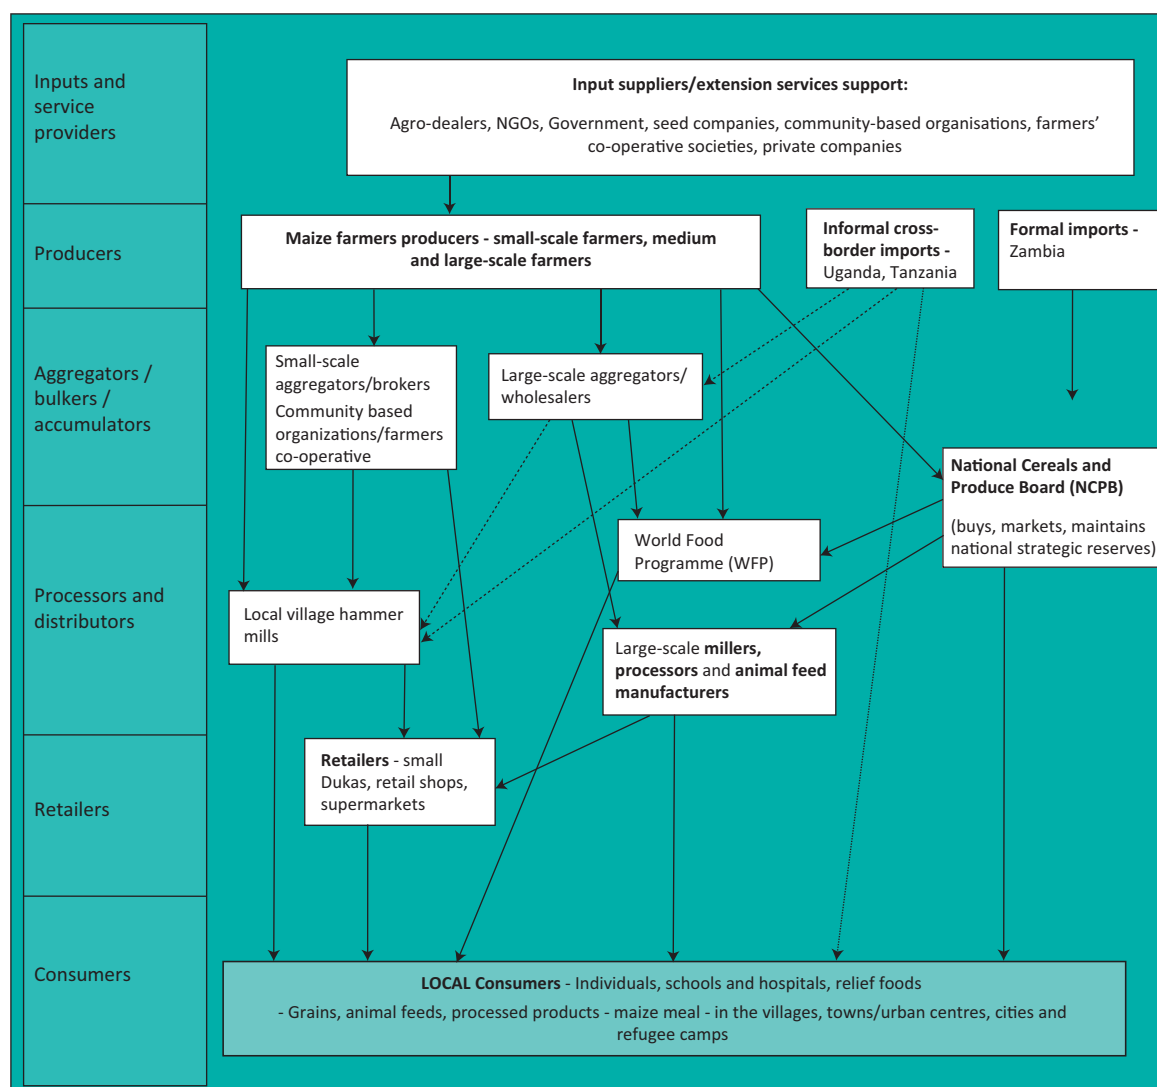 Inputs and
service
providers
Input suppliers/extension services support:
Agro-dealers, NGOs, Government, seed companies, community-based organisations, farmers’
co-operative societies, private companies
Producers
Maize farmers producers - small-scale farmers, medium
and large-scale farmers
Informal cross-
border imports -
Uganda, Tanzania
Formal imports -
Zambia
Aggregators /
bulkers /
accumulators
Small-scale
aggregators/brokers
Community based
organizations/farmers
co-operative
Large-scale aggregators/
wholesalers
National Cereals and
Produce Board (NCPB)
(buys, markets, maintains
national strategic reserves)
Processors and
distributors
World Food
Programme (WFP)
Local village hammer
mills
Large-scale millers,
processors and animal feed
manufacturers
Retailers
Retailers - small
Dukas, retail shops,
supermarkets
Consumers
LOCAL Consumers - Individuals, schools and hospitals, relief foods
- Grains, animal feeds, processed products - maize meal - in the villages, towns/urban centres, cities and
refugee camps